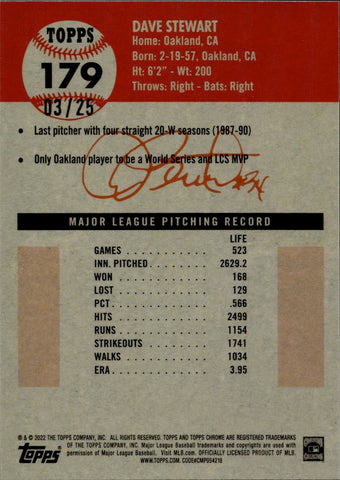 TOPPS
179
03/25
DAVE STEWART
Home: Oakland, CA
Born: 2-19-57, Oakland, CA
Ht: 6'2" - Wt: 200
Throws: Right - Bats: Right
• Last pitcher with four straight 20-W seasons (1987-90)
• Only Oakland player to be a World Series and LCS MVP
MAJOR LEAGUE PITCHING RECORD
LIFE
GAMES 523
INN. PITCHED 2629.2
WON 168
LOST 129
PCT .566
HITS 2499
RUNS 1154
STRIKEOUTS 1741
WALKS 1034
ERA 3.95
® & © 2022 THE TOPPS COMPANY, INC. ALL RIGHTS RESERVED. TOPPS AND TOPPS CHROME ARE REGISTERED TRADEMARKS
OF THE TOPPS COMPANY, INC. Major League Baseball trademarks and copyrights are used with
permission of Major League Baseball. Visit MLB.com. OFFICIALLY LICENSED PRODUCT OF MLB.
WWW.TOPPS.COM. CODE#CMP054218
topps